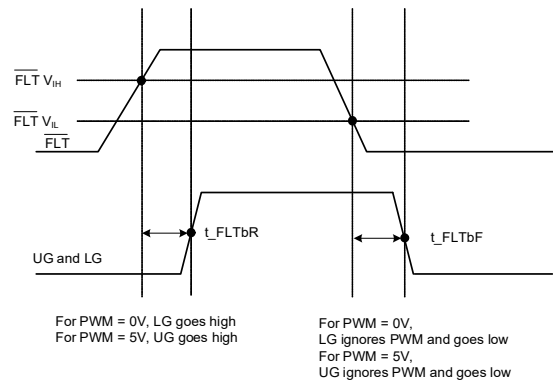 FLT VIH
FLT VIL
FLT
t_FLTbR
t_FLTbF
UG and LG
For PWM = 0V, LG goes high
For PWM = 5V, UG goes high
For PWM = 0V,
LG ignores PWM and goes low
For PWM = 5V,
UG ignores PWM and goes low